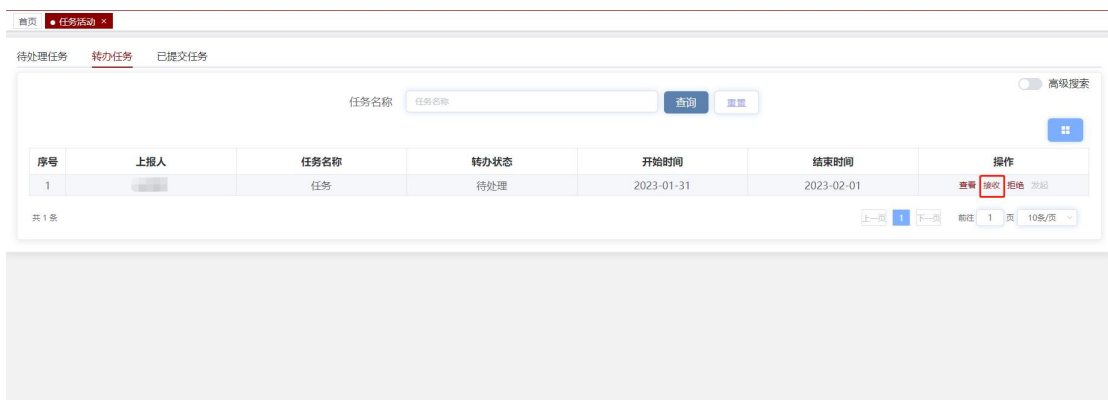 首页 ● 任务活动 ×
待处理任务 转办任务 已提交任务
高级搜索
任务名称 任务名称 查询 重置
序号 上报人 任务名称 转办状态 开始时间 结束时间 操作
1 任务 待处理 2023-01-31 2023-02-01 查看 接收 拒绝 发起
共 1 条 上一页 1 下一页 前往 1 页 10条/页